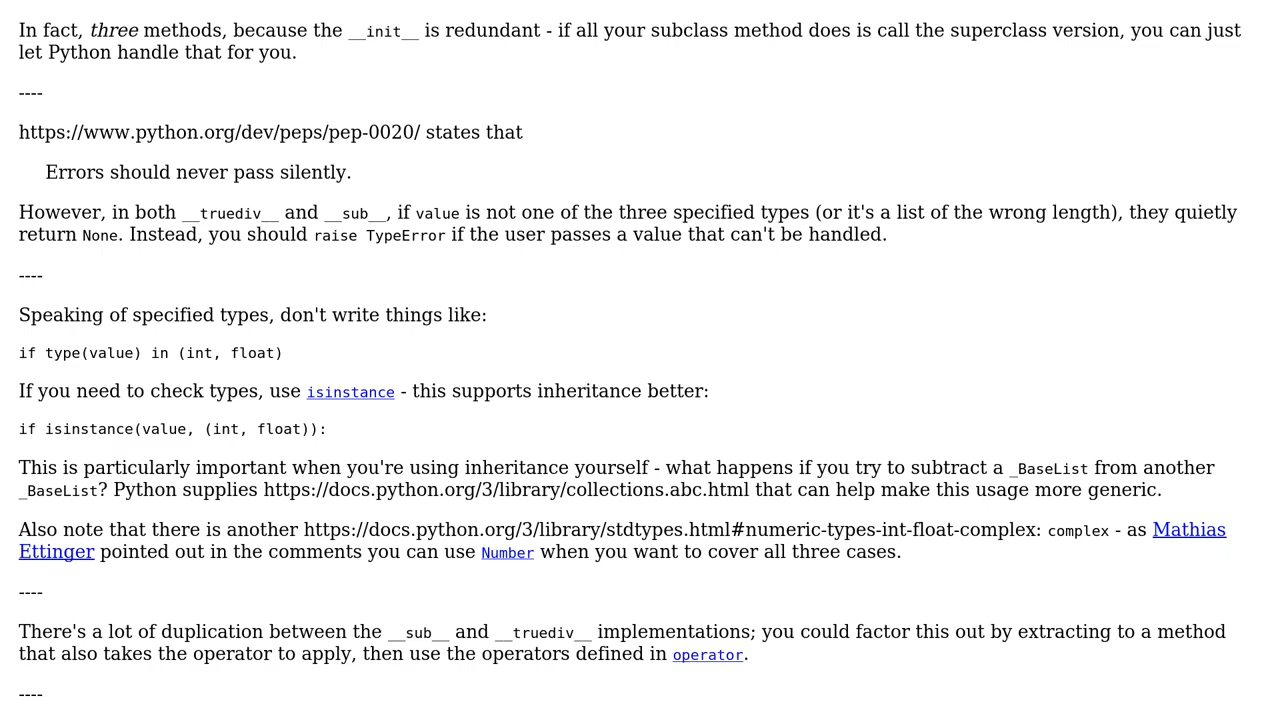 In fact, three methods, because the __init__ is redundant - if all your subclass method does is call the superclass version, you can just
let Python handle that for you.
----
https://www.python.org/dev/peps/pep-0020/ states that
Errors should never pass silently.
However, in both __truediv__ and __sub__, if value is not one of the three specified types (or it's a list of the wrong length), they quietly
return None. Instead, you should raise TypeError if the user passes a value that can't be handled.
----
Speaking of specified types, don't write things like:
if type(value) in (int, float)
If you need to check types, use isinstance - this supports inheritance better:
if isinstance(value, (int, float)):
This is particularly important when you're using inheritance yourself - what happens if you try to subtract a _BaseList from another
_BaseList? Python supplies https://docs.python.org/3/library/collections.abc.html that can help make this usage more generic.
Also note that there is another https://docs.python.org/3/library/stdtypes.html#numeric-types-int-float-complex: complex - as Mathias
Ettinger pointed out in the comments you can use Number when you want to cover all three cases.
----
There's a lot of duplication between the __sub__ and __truediv__ implementations; you could factor this out by extracting to a method
that also takes the operator to apply, then use the operators defined in operator.
----